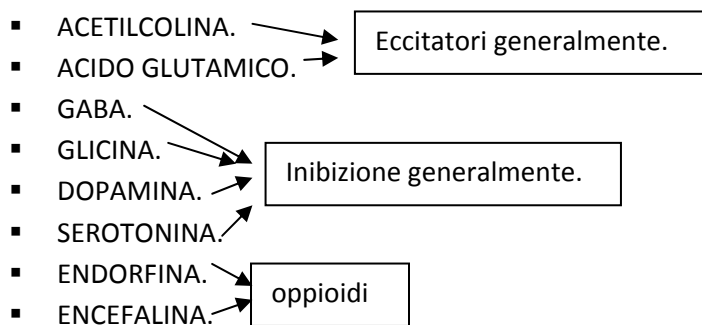 ▪ ACETILCOLINA.
Eccitatori generalmente.
▪ ACIDO GLUTAMICO.
▪ GABA.
▪ GLICINA.
Inibizione generalmente.
▪ DOPAMINA.
▪ SEROTONINA.
▪ ENDORFINA.
oppioidi
▪ ENCEFALINA.